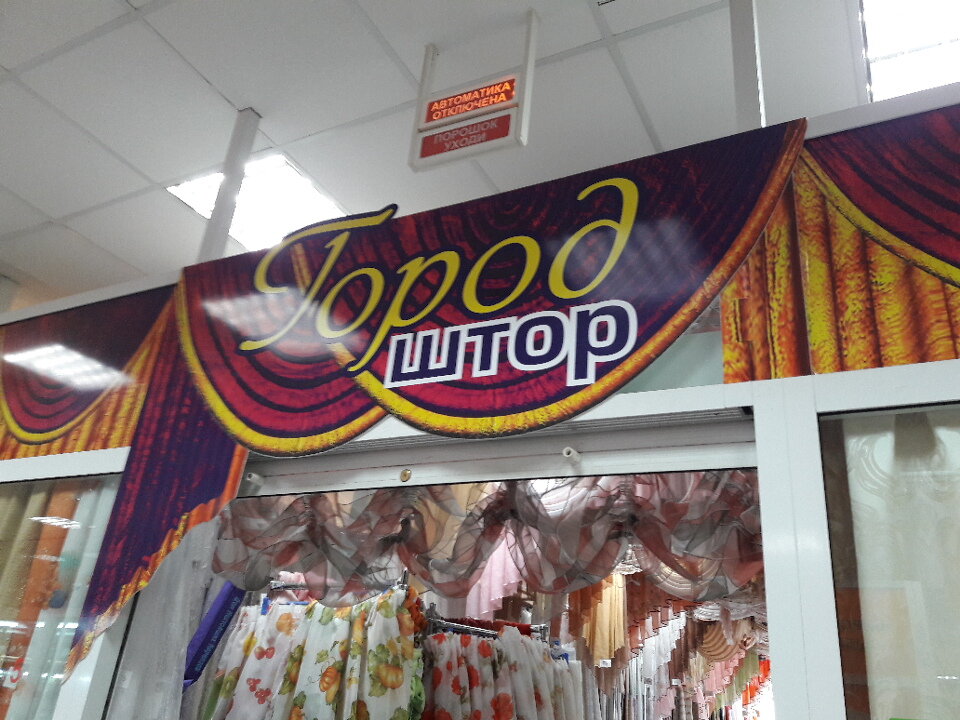 АВТОМАТИКА
ОТКЛЮЧЕНА
ПОРОШОК
УХОДИ
Город
штор